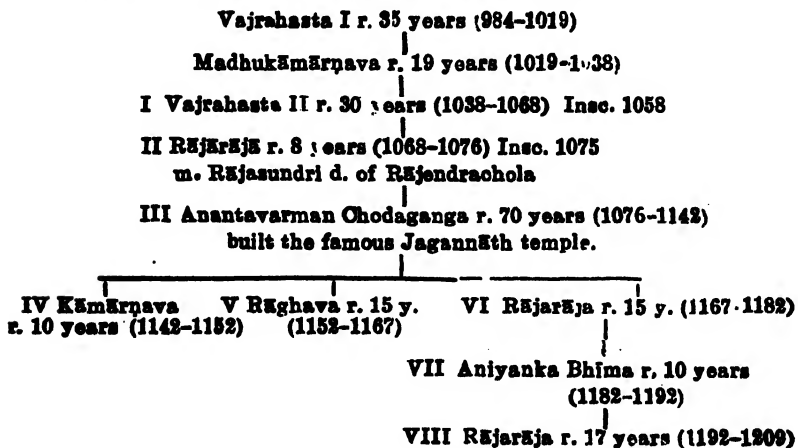 Vajrahasta I r. 35 years (984-1019)
Madhukāmārṇava r. 19 years (1019-1038)
I Vajrahasta II r. 30 years (1038-1068) Insc. 1058
II Rājārājā r. 8 years (1068-1076) Insc. 1075
m. Rājasundri d. of Rājendrachola
III Anantavarman Chodaganga r. 70 years (1076-1142)
built the famous Jagannāth temple.
IV Kāmārṇava V Rāghava r. 15 y. VI Rājarāja r. 15 y. (1167-1182)
r. 10 years (1142-1152) (1152-1167)
VII Aniyanka Bhīma r. 10 years
(1182-1192)
VIII Rājarāja r. 17 years (1192-1209)